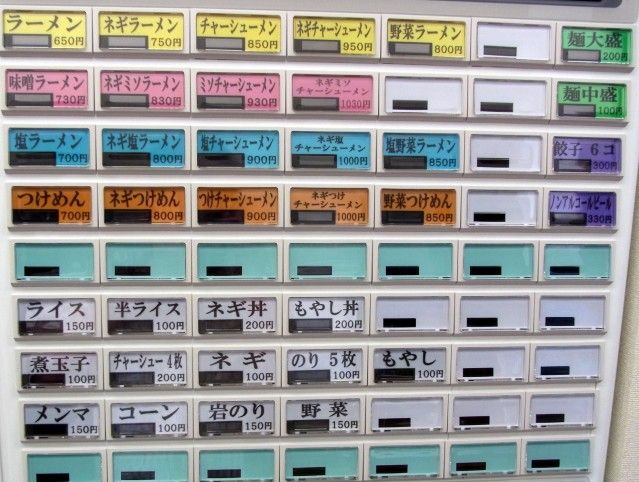 ラーメン
650円
ネギラーメン
750円
チャーシューメン
850円
ネギチャーシューメン
950円
野菜ラーメン
800円
麺大盛
200円
味噌ラーメン
730円
ネギミソラーメン
830円
ミソチャーシューメン
930円
ネギミソ
チャーシューメン
1030円
麺中盛
100円
塩ラーメン
700円
ネギ塩ラーメン
800円
塩チャーシューメン
900円
ネギ塩
チャーシューメン
1000円
塩野菜ラーメン
850円
餃子 6コ
300円
つけめん
700円
ネギつけめん
800円
つけチャーシューメン
900円
ネギつけ
チャーシューメン
1000円
野菜つけめん
850円
ノンアルコールビール
330円
ライス
150円
半ライス
100円
ネギ丼
200円
もやし丼
200円
煮玉子
100円
チャーシュー4枚
200円
ネギ
100円
のり 5枚
100円
もやし
100円
メンマ
100円
コーン
100円
岩のり
150円
野菜
150円